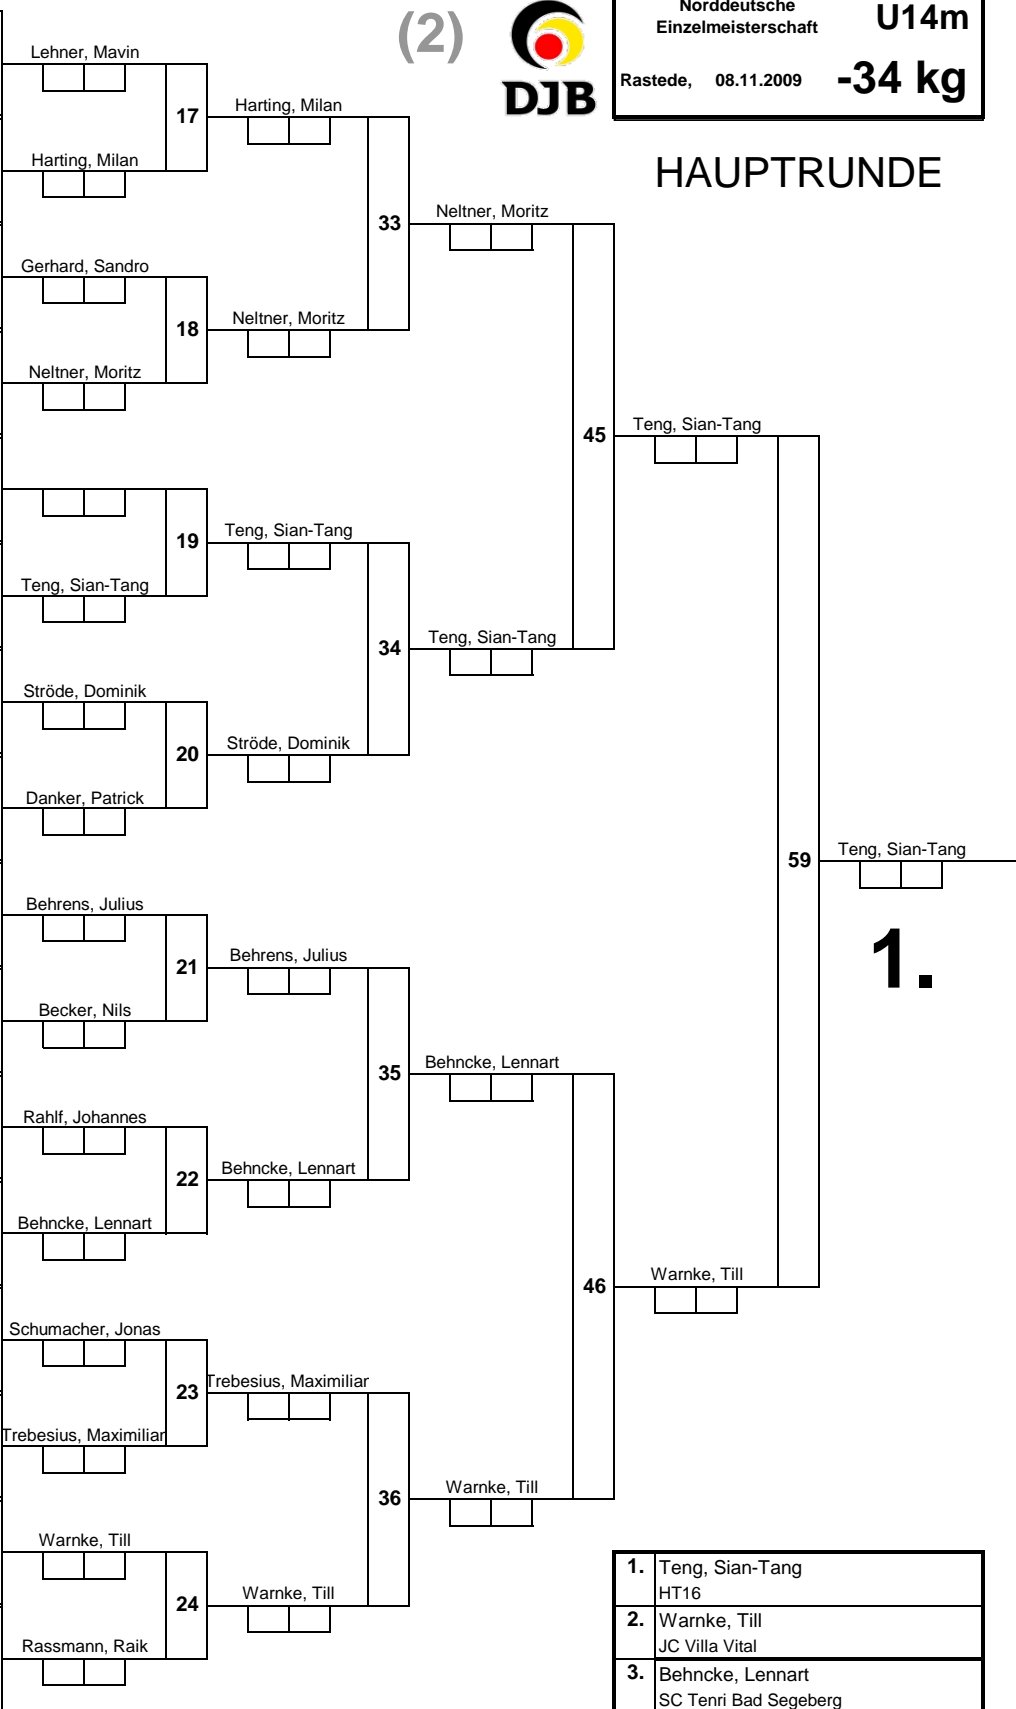 (2)
DJB
Norddeutsche
Einzelmeisterschaft
U14m
Rastede, 08.11.2009
-34 kg
HAUPTRUNDE
Lehner, Mavin
17
Harting, Milan
Harting, Milan
33
Neltner, Moritz
Gerhard, Sandro
18
Neltner, Moritz
Neltner, Moritz
45
Teng, Sian-Tang
19
Teng, Sian-Tang
Teng, Sian-Tang
34
Teng, Sian-Tang
Ströde, Dominik
20
Ströde, Dominik
Danker, Patrick
59
Teng, Sian-Tang
1.
Behrens, Julius
21
Behrens, Julius
Becker, Nils
35
Behncke, Lennart
Rahlf, Johannes
22
Behncke, Lennart
Behncke, Lennart
46
Warnke, Till
Schumacher, Jonas
23
Trebesius, Maximilian
Trebesius, Maximilian
36
Warnke, Till
Warnke, Till
24
Warnke, Till
Rassmann, Raik
1. Teng, Sian-Tang
HT16
2. Warnke, Till
JC Villa Vital
3. Behncke, Lennart
SC Tenri Bad Segeberg